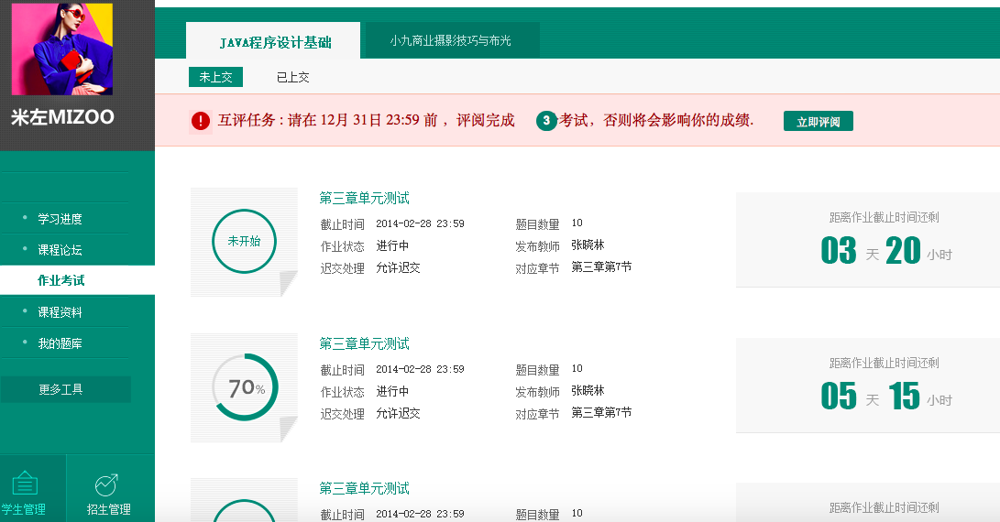 米左MIZOO
学习进度
课程论坛
作业考试
课程资料
我的题库
更多工具
学生管理
招生管理
JAVA程序设计基础
小九商业摄影技巧与布光
未上交
已上交
! 互评任务 : 请在 12月 31日 23:59 前 ，评阅完成 3 考试，否则将会影响你的成绩.
立即评阅
未开始
第三章单元测试
截止时间 2014-02-28 23:59 题目数量 10
作业状态 进行中 发布教师 张晓林
迟交处理 允许迟交 对应章节 第三章第7节
距离作业截止时间还剩
03 天 20 小时
70%
第三章单元测试
截止时间 2014-02-28 23:59 题目数量 10
作业状态 进行中 发布教师 张晓林
迟交处理 允许迟交 对应章节 第三章第7节
距离作业截止时间还剩
05 天 15 小时
第三章单元测试
截止时间 2014-02-28 23:59 题目数量 10
距离作业截止时间还剩